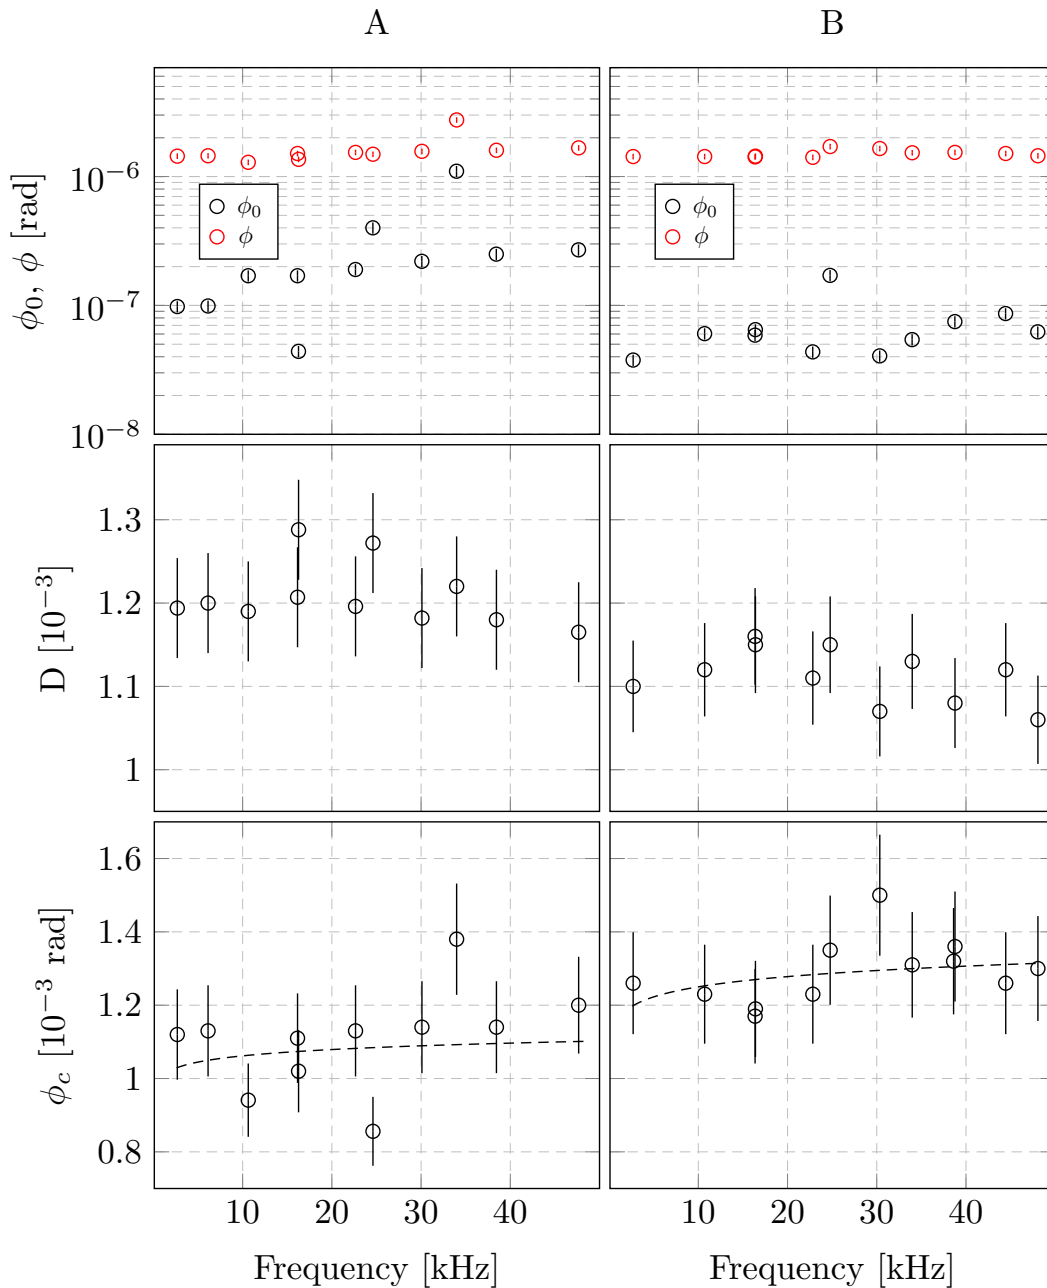 A B
ϕ₀, ϕ [rad]
10⁻⁶
10⁻⁷
10⁻⁸
ϕ₀
ϕ
ϕ₀
ϕ
D [10⁻³]
1.3
1.2
1.1
1
ϕ_c [10⁻³ rad]
1.6
1.4
1.2
1
0.8
10 20 30 40 10 20 30 40
Frequency [kHz] Frequency [kHz]